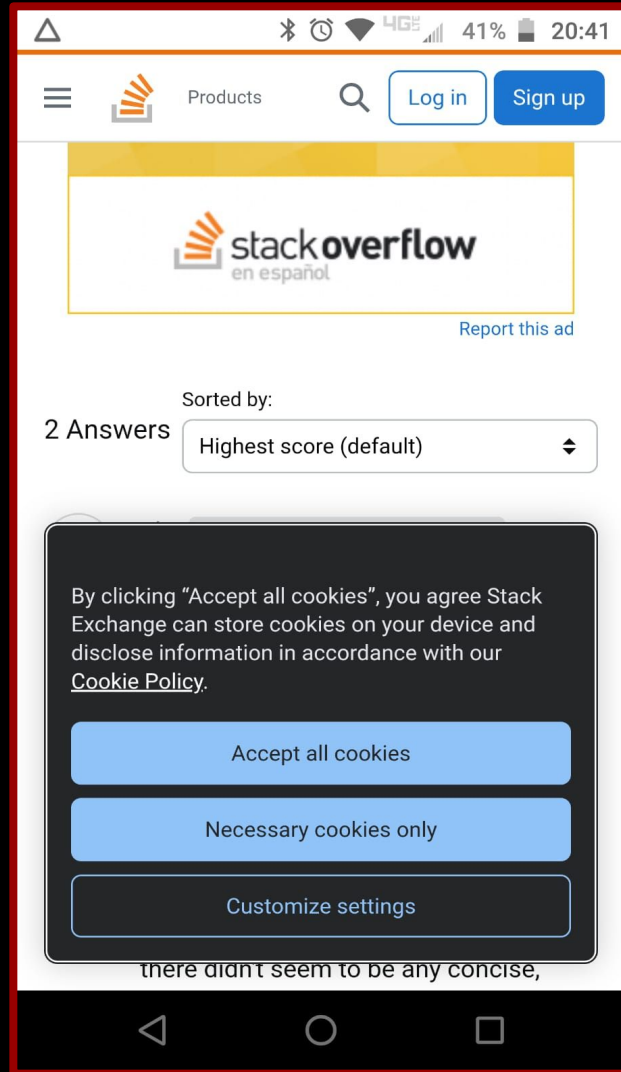 4G LTE 41% 20:41
Products Log in Sign up
stackoverflow
en español
Report this ad
Sorted by:
2 Answers
Highest score (default)
By clicking “Accept all cookies”, you agree Stack
Exchange can store cookies on your device and
disclose information in accordance with our
Cookie Policy.
Accept all cookies
Necessary cookies only
Customize settings
there didn't seem to be any concise,